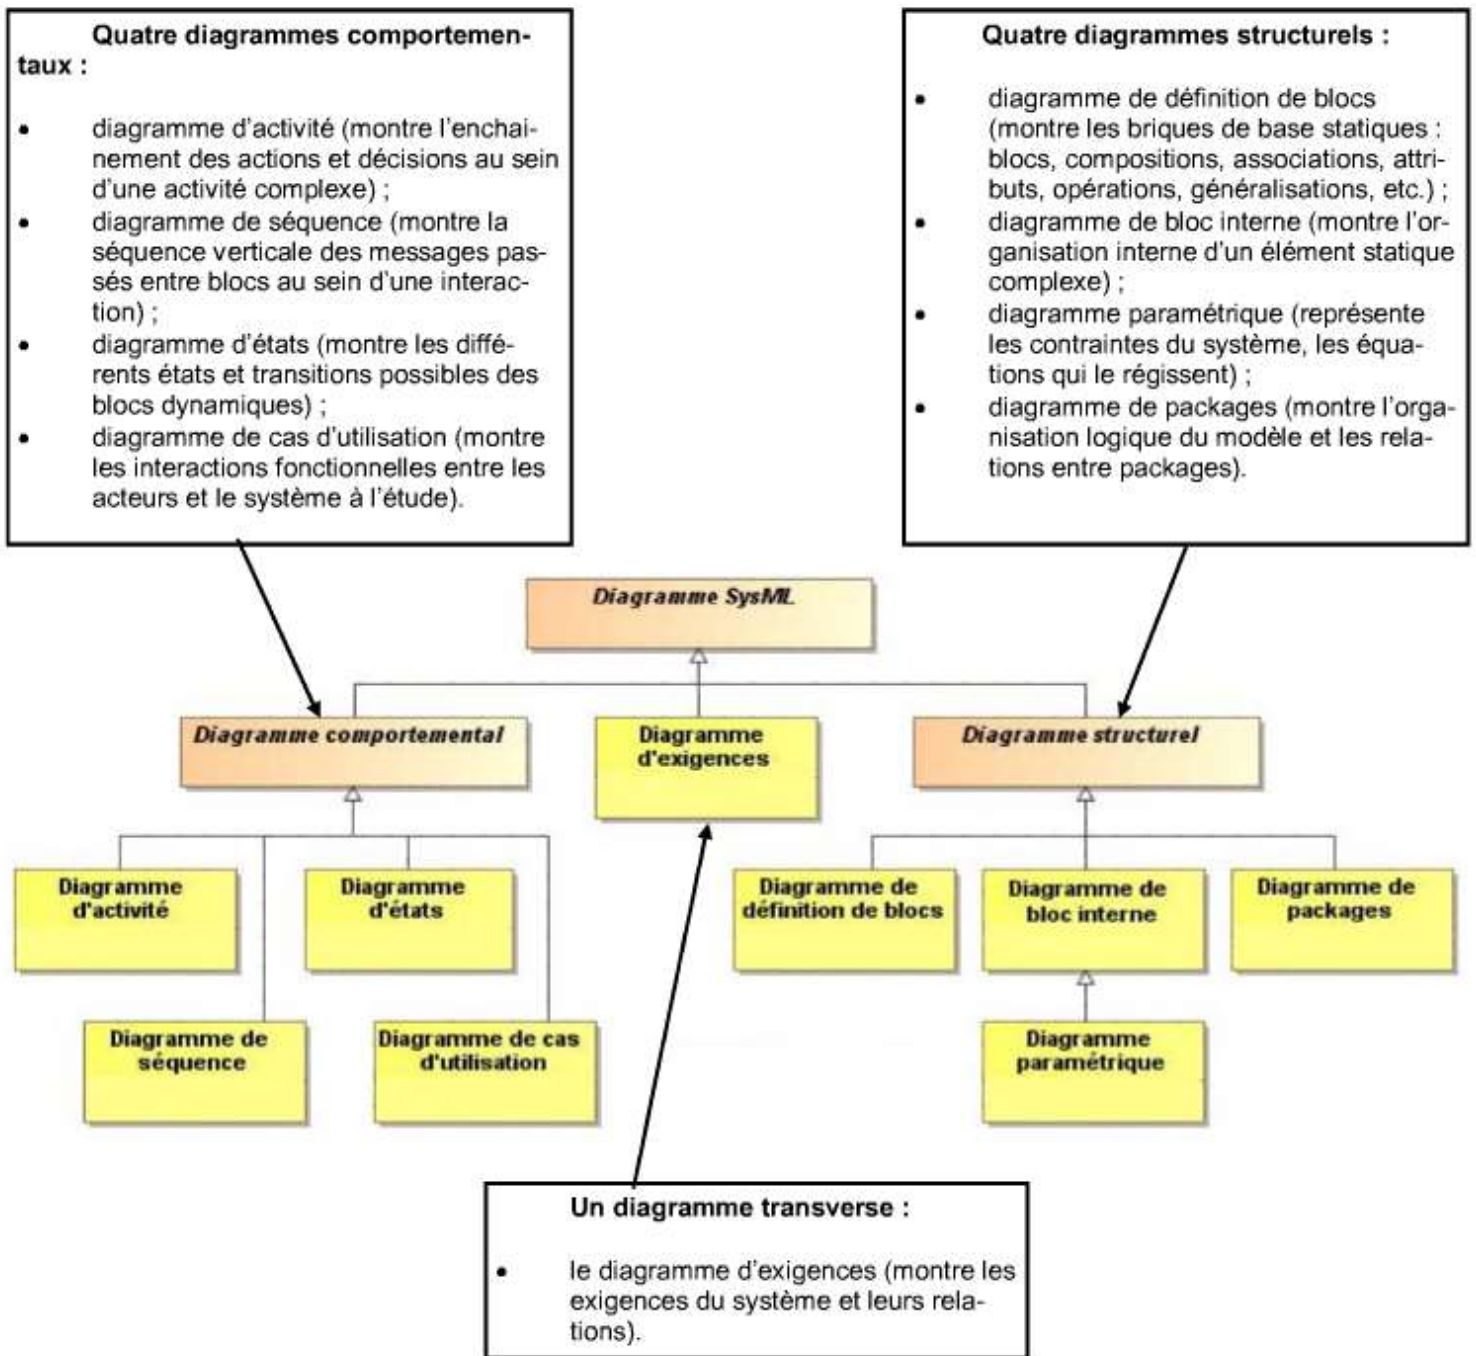 Quatre diagrammes comportemen-
taux :
• diagramme d'activité (montre l'enchai-
nement des actions et décisions au sein
d'une activité complexe) ;
• diagramme de séquence (montre la
séquence verticale des messages pas-
sés entre blocs au sein d'une interac-
tion) ;
• diagramme d'états (montre les diffé-
rents états et transitions possibles des
blocs dynamiques) ;
• diagramme de cas d'utilisation (montre
les interactions fonctionnelles entre les
acteurs et le système à l'étude).
Quatre diagrammes structurels :
• diagramme de définition de blocs
(montre les briques de base statiques :
blocs, compositions, associations, attri-
buts, opérations, généralisations, etc.) ;
• diagramme de bloc interne (montre l'or-
ganisation interne d'un élément statique
complexe) ;
• diagramme paramétrique (représente
les contraintes du système, les équa-
tions qui le régissent) ;
• diagramme de packages (montre l'orga-
nisation logique du modèle et les rela-
tions entre packages).
Diagramme SysML
Diagramme comportemental
Diagramme
d'exigences
Diagramme structurel
Diagramme
d'activité
Diagramme
d'états
Diagramme de
définition de blocs
Diagramme de
bloc interne
Diagramme de
packages
Diagramme de
séquence
Diagramme de cas
d'utilisation
Diagramme
paramétrique
Un diagramme transverse :
• le diagramme d'exigences (montre les
exigences du système et leurs rela-
tions).